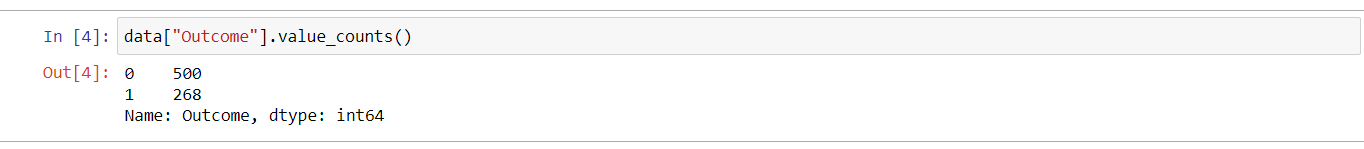 In [4]: data["Outcome"].value_counts()
Out[4]: 0    500
1    268
Name: Outcome, dtype: int64